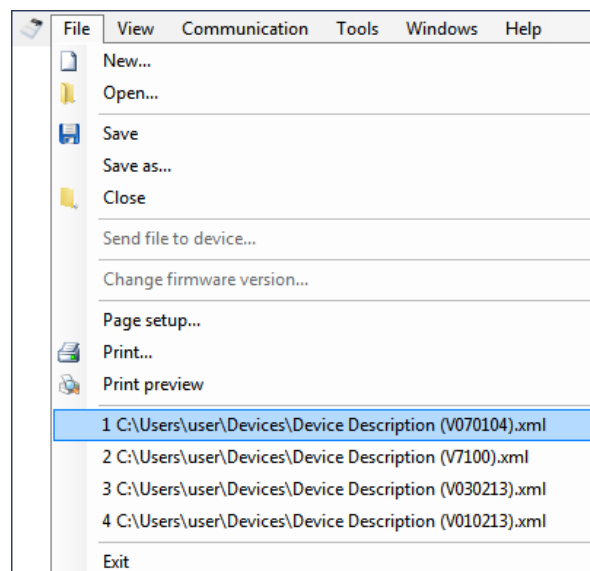 File View Communication Tools Windows Help
New...
Open...
Save
Save as...
Close
Send file to device...
Change firmware version...
Page setup...
Print...
Print preview
1 C:\Users\user\Devices\Device Description (V070104).xml
2 C:\Users\user\Devices\Device Description (V7100).xml
3 C:\Users\user\Devices\Device Description (V030213).xml
4 C:\Users\user\Devices\Device Description (V010213).xml
Exit